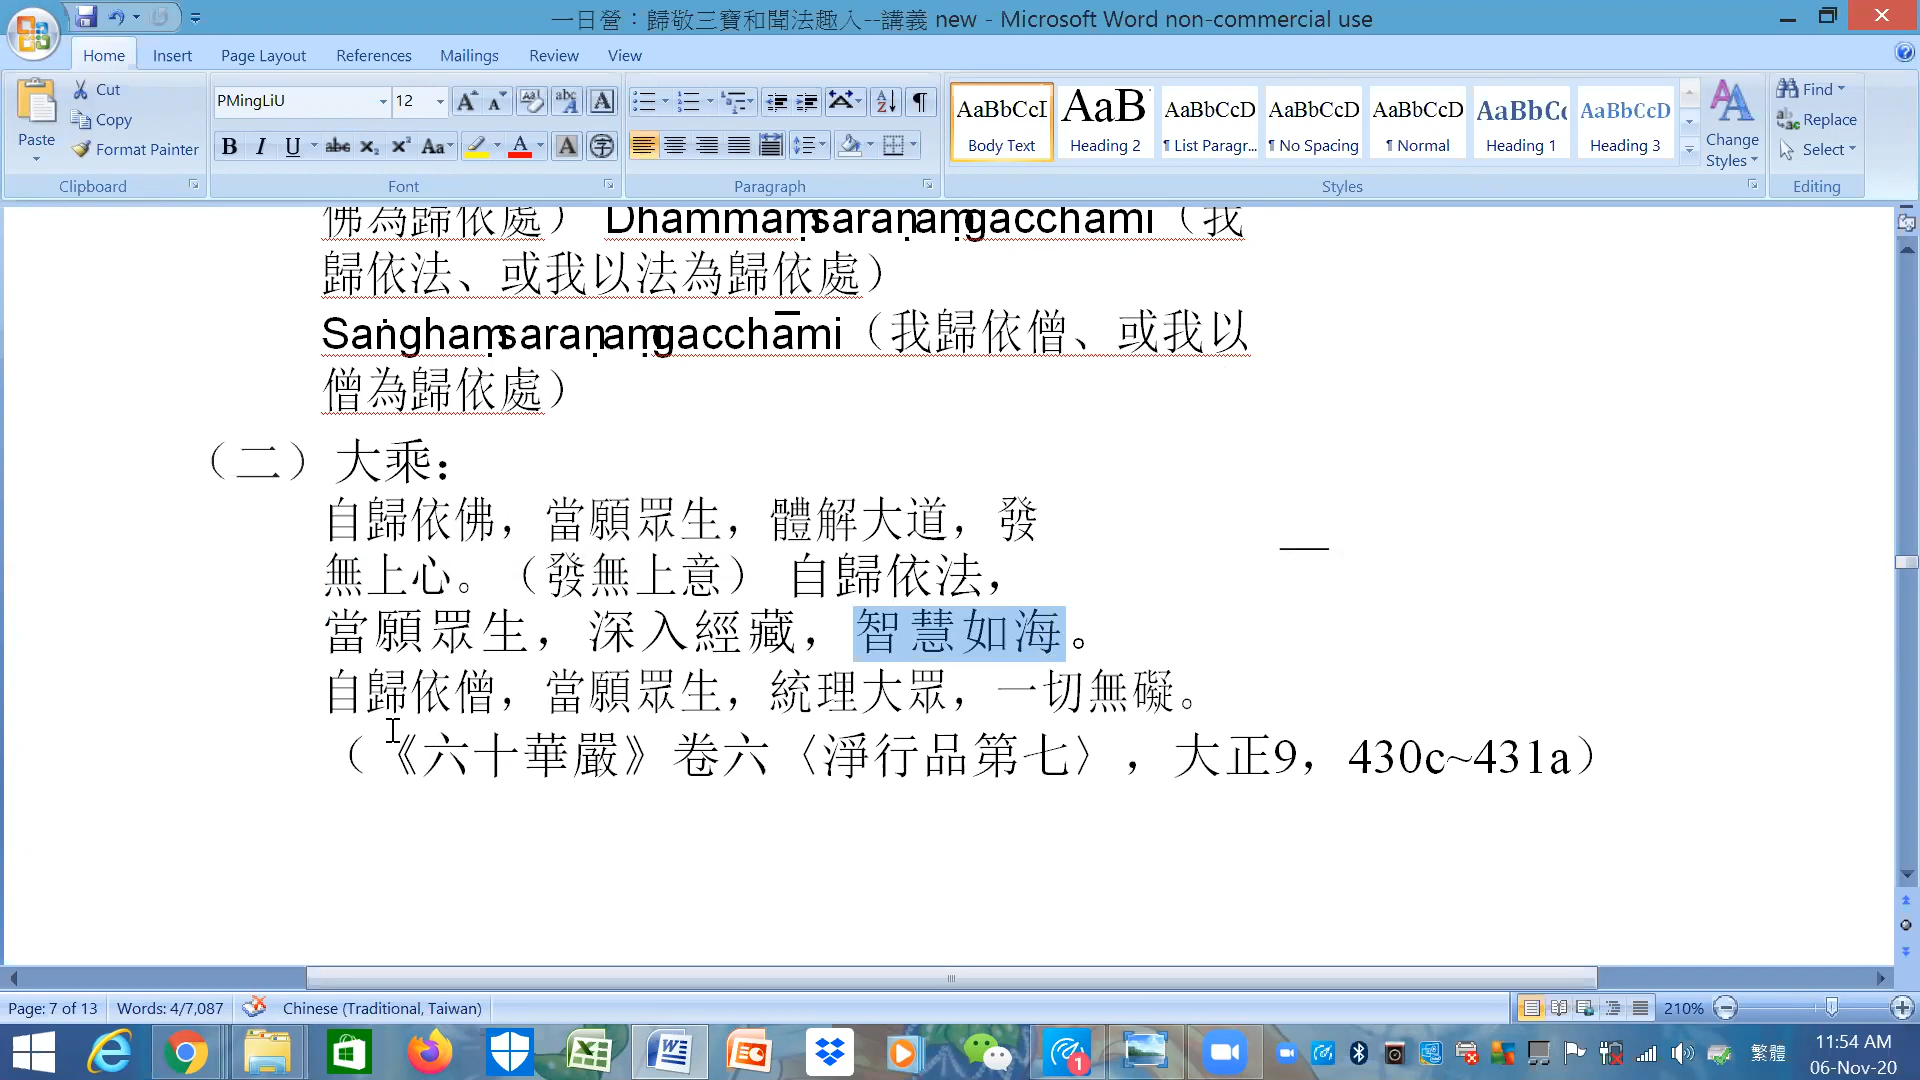 一日營：歸敬三寶和聞法趣入--講義 new - Microsoft Word non-commercial use
Home Insert Page Layout References Mailings Review View
Paste
Cut
Copy
Format Painter
Clipboard
PMingLiU 12
Font
Paragraph
AaBbCcI AaB AaBbCcD AaBbCcD AaBbCcD AaBbCc AaBbCcD
Body Text Heading 2 ¶ List Paragr... ¶ No Spacing ¶ Normal Heading 1 Heading 3
Change Styles
Styles
Find
Replace
Select
Editing
佛為歸依處） Dhammaṃsaraṇaṃgacchāmi（我
歸依法、或我以法為歸依處）
Saṅghaṃsaraṇaṃgacchāmi（我歸依僧、或我以
僧為歸依處）
（二）大乘：
自歸依佛，當願眾生，體解大道，發
無上心。（發無上意） 自歸依法，
當願眾生，深入經藏，智慧如海。
自歸依僧，當願眾生，統理大眾，一切無礙。
（《六十華嚴》卷六〈淨行品第七〉，大正9，430c~431a）
Page: 7 of 13 Words: 4/7,087 Chinese (Traditional, Taiwan) 210%
1
繁體
11:54 AM
06-Nov-20